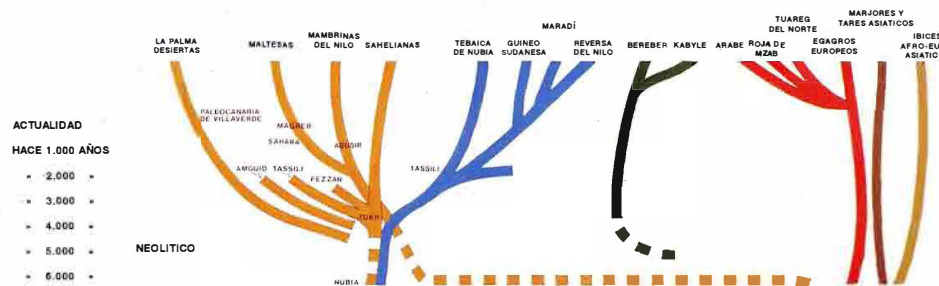 LA PALMA
DESIERTAS
MALTESAS
MAMBRINAS
DEL NILO
SAHELIANAS
TEBAICA
DE NUBIA
GUINEO
SUDANESA
MARADÍ
REVERSA
DEL NILO
BEREBER
KABYLE
ARABE
ROJA DE
MZAB
TUAREG
DEL NORTE
EGAGROS
EUROPEOS
MARJORES Y
TARES ASIATICOS
IBICES
AFRO-EU
ASIATIC
PALEOCANARIA
DE VILLAVERDE
MAGREB
SÁHARA
ABUSIR
AMGUID
TASSILI
FEZZAN
TASSILI
TUKH
NUBIA
ACTUALIDAD
HACE 1.000 AÑOS
" 2.000 "
" 3.000 "
" 4.000 "
" 5.000 "
" 6.000 "
NEOLITICO